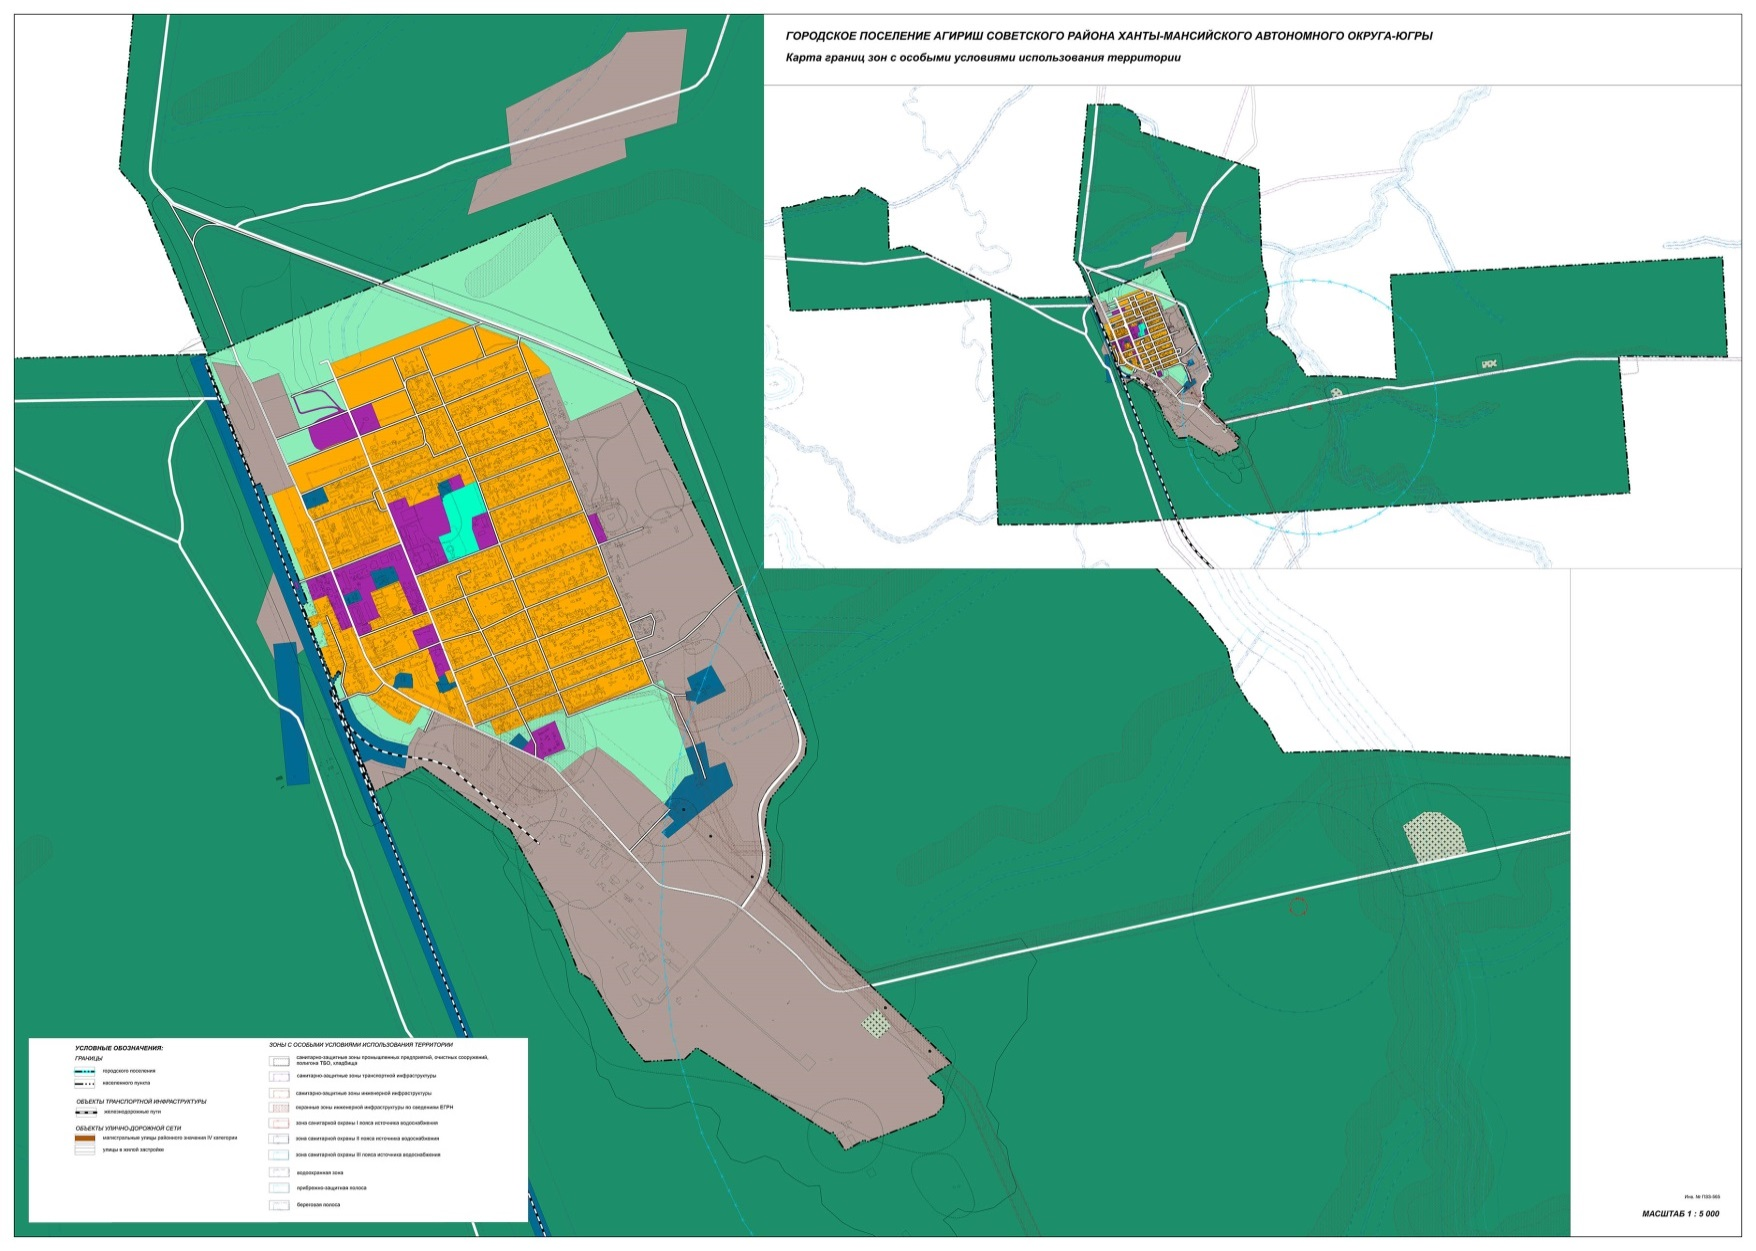 ГОРОДСКОЕ ПОСЕЛЕНИЕ АГИРИШ СОВЕТСКОГО РАЙОНА ХАНТЫ-МАНСИЙСКОГО АВТОНОМНОГО ОКРУГА-ЮГРЫ
Карта границ зон с особыми условиями использования территории
УСЛОВНЫЕ ОБОЗНАЧЕНИЯ:
ГРАНИЦЫ
городского поселения
населенного пункта
ОБЪЕКТЫ ТРАНСПОРТНОЙ ИНФРАСТРУКТУРЫ
железнодорожные пути
ОБЪЕКТЫ УЛИЧНО-ДОРОЖНОЙ СЕТИ
магистральные улицы районного значения IV категории
улицы в жилой застройке
ЗОНЫ С ОСОБЫМИ УСЛОВИЯМИ ИСПОЛЬЗОВАНИЯ ТЕРРИТОРИИ
санитарно-защитные зоны промышленных предприятий, очистных сооружений,
полигона ТБО, кладбища
санитарно-защитные зоны транспортной инфраструктуры
санитарно-защитные зоны инженерной инфраструктуры
охранные зоны инженерной инфраструктуры по сведениям ЕГРН
зона санитарной охраны I пояса источника водоснабжения
зона санитарной охраны II пояса источника водоснабжения
зона санитарной охраны III пояса источника водоснабжения
водоохранная зона
прибрежно-защитная полоса
береговая полоса
Инв. №
МАСШТАБ 1 : 5 000